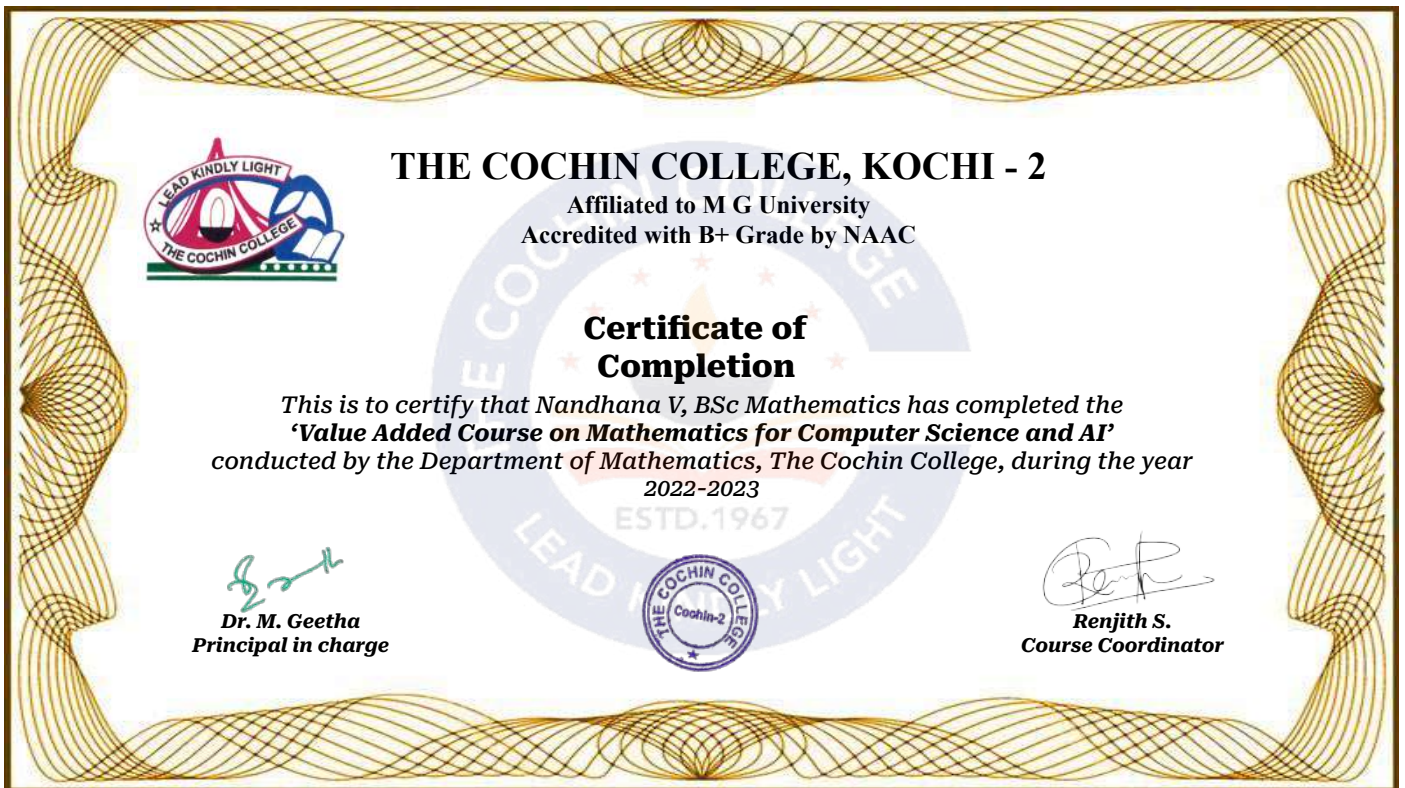 LEAD KINDLY LIGHT
THE COCHIN COLLEGE
THE COCHIN COLLEGE, KOCHI - 2
Affiliated to M G University
Accredited with B+ Grade by NAAC
THE COCHIN COLLEGE
Certificate of
Completion
This is to certify that Nandhana V, BSc Mathematics has completed the
‘Value Added Course on Mathematics for Computer Science and AI’
conducted by the Department of Mathematics, The Cochin College, during the year
2022-2023
ESTD.1967
LEAD KINDLY LIGHT
THE COCHIN COLLEGE
Cochin-2
Dr. M. Geetha
Principal in charge
Renjith S.
Course Coordinator